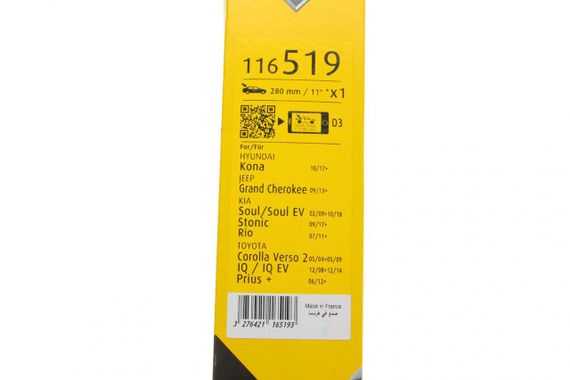 116 519
280 mm / 11" *x1
D3
For/Für
HYUNDAI
Kona 10/17>
JEEP
Grand Cherokee 09/13>
KIA
Soul/Soul EV 02/09>10/18
Stonic 09/17>
Rio 07/11>
TOYOTA
Corolla Verso 2 05/04>05/09
IQ / IQ EV 12/08>12/14
Prius + 06/12>
Made in France
صنع في فرنسا
3 276421 165193